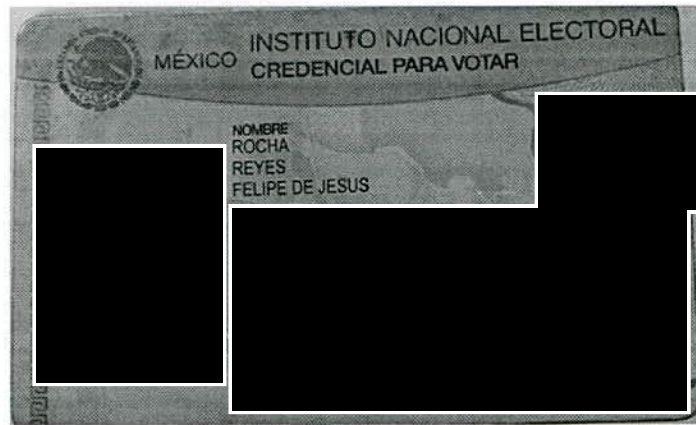 MÉXICO
INSTITUTO NACIONAL ELECTORAL
CREDENCIAL PARA VOTAR
NOMBRE
ROCHA
REYES
FELIPE DE JESUS